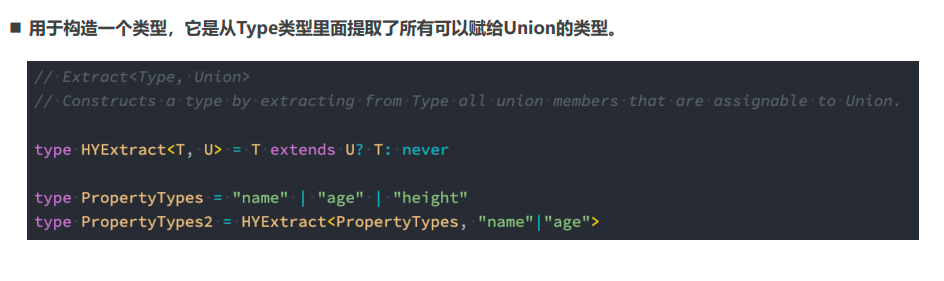 ■ 用于构造一个类型，它是从Type类型里面提取了所有可以赋给Union的类型。
// Extract<Type, Union>
// Constructs a type by extracting from Type all union members that are assignable to Union.
type HYExtract<T, U> = T extends U? T: never
type PropertyTypes = "name" | "age" | "height"
type PropertyTypes2 = HYExtract<PropertyTypes, "name"|"age">